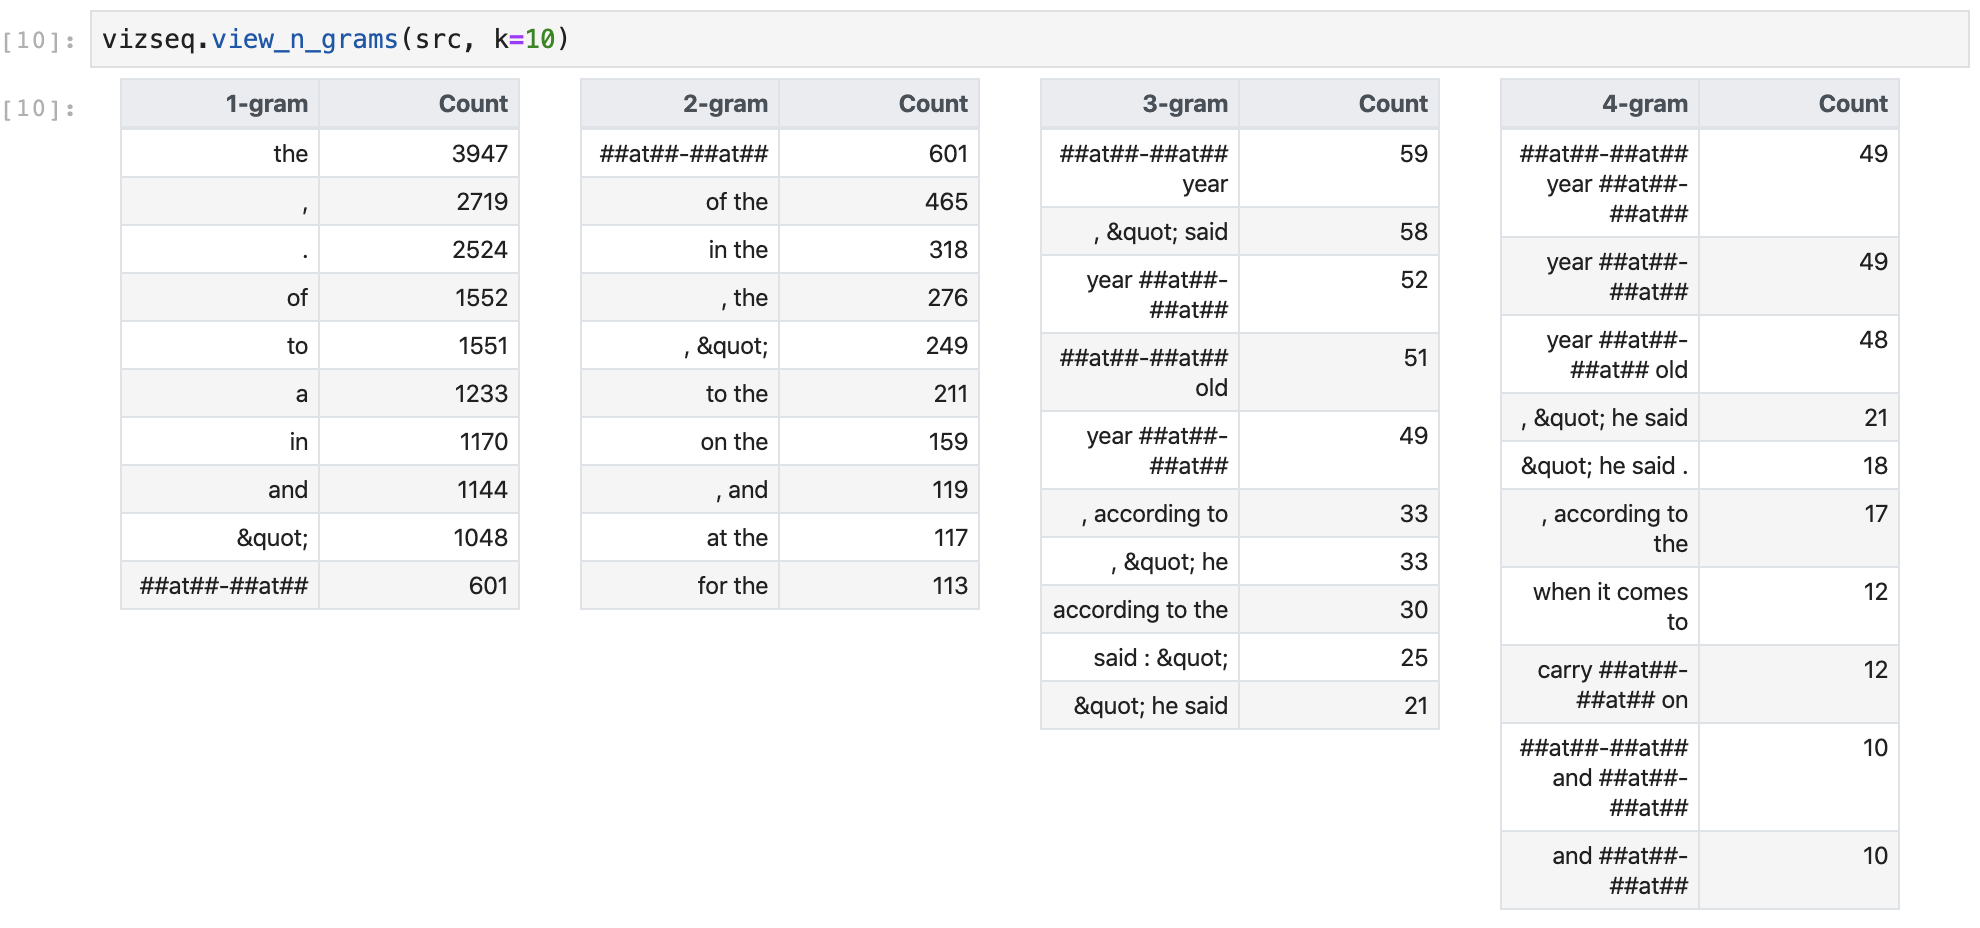 [10]: vizseq.view_n_grams(src, k=10)
[10]:
1-gram Count
the 3947
, 2719
. 2524
of 1552
to 1551
a 1233
in 1170
and 1144
&quot; 1048
##at##-##at## 601
2-gram Count
##at##-##at## 601
of the 465
in the 318
, the 276
, &quot; 249
to the 211
on the 159
, and 119
at the 117
for the 113
3-gram Count
##at##-##at## 59
year
, &quot; said 58
year ##at##- 52
##at##
##at##-##at## 51
old
year ##at##- 49
##at##
, according to 33
, &quot; he 33
according to the 30
said : &quot; 25
&quot; he said 21
4-gram Count
##at##-##at## 49
year ##at##-
##at##
year ##at##- 49
##at##
year ##at##- 48
##at## old
, &quot; he said 21
&quot; he said . 18
, according to 17
the
when it comes 12
to
carry ##at##- 12
##at## on
##at##-##at## 10
and ##at##-
##at##
and ##at##- 10
##at##